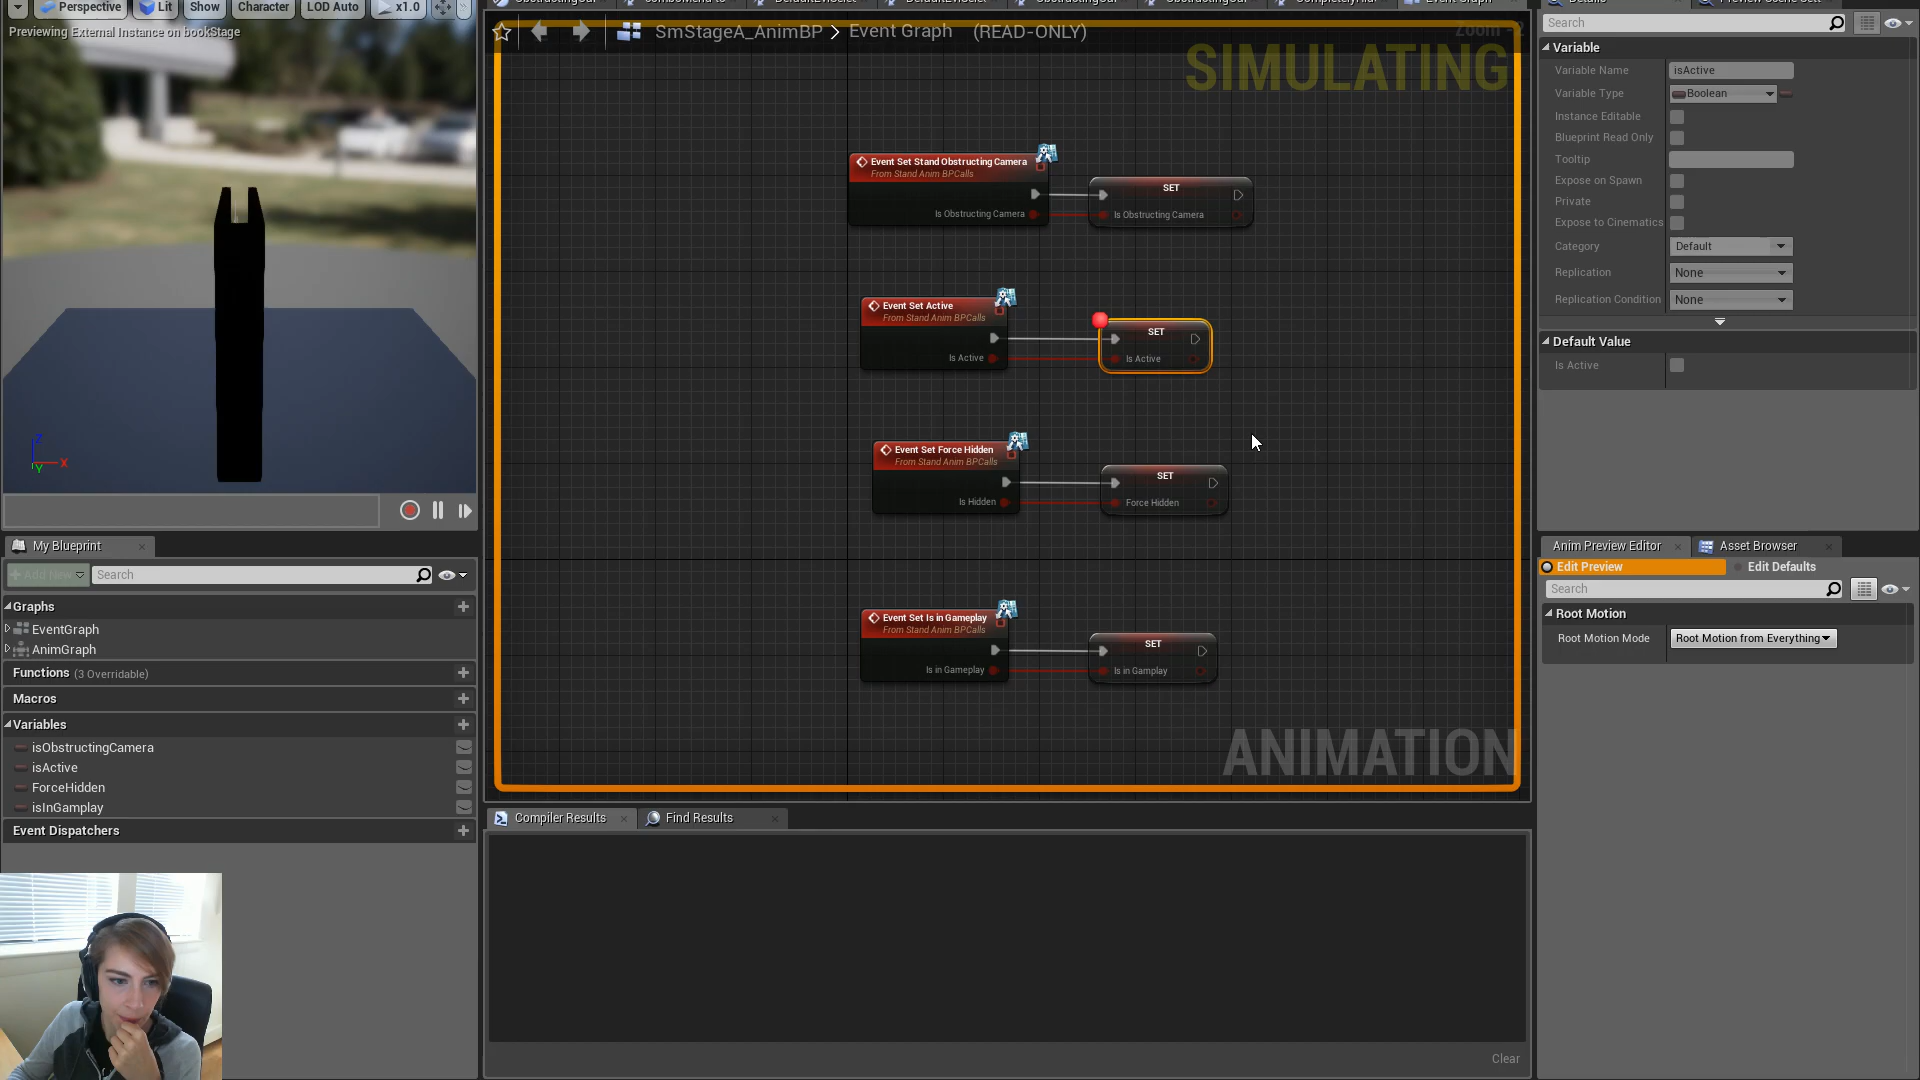 Perspective
Lit
Show
Character
LOD Auto
x1.0
Previewing External Instance on bookStage
Z
X
Y
SmStageA_AnimBP > Event Graph (READ-ONLY)
Zoom -2
SIMULATING
Event Set Stand Obstructing Camera
From Stand Anim BPCalls
Is Obstructing Camera
SET
Is Obstructing Camera
Event Set Active
From Stand Anim BPCalls
Is Active
SET
Is Active
Event Set Force Hidden
From Stand Anim BPCalls
Is Hidden
SET
Force Hidden
Event Set Is in Gameplay
From Stand Anim BPCalls
Is in Gameplay
SET
Is in Gamplay
ANIMATION
My Blueprint
Add New
Search
Graphs
EventGraph
AnimGraph
Functions (3 Overridable)
Macros
Variables
isObstructingCamera
isActive
ForceHidden
isInGamplay
Event Dispatchers
Compiler Results
Find Results
Clear
Search
Variable
Variable Name
isActive
Variable Type
Boolean
Instance Editable
Blueprint Read Only
Tooltip
Expose on Spawn
Private
Expose to Cinematics
Category
Default
Replication
None
Replication Condition
None
Default Value
Is Active
Anim Preview Editor
Asset Browser
Edit Preview
Edit Defaults
Search
Root Motion
Root Motion Mode
Root Motion from Everything